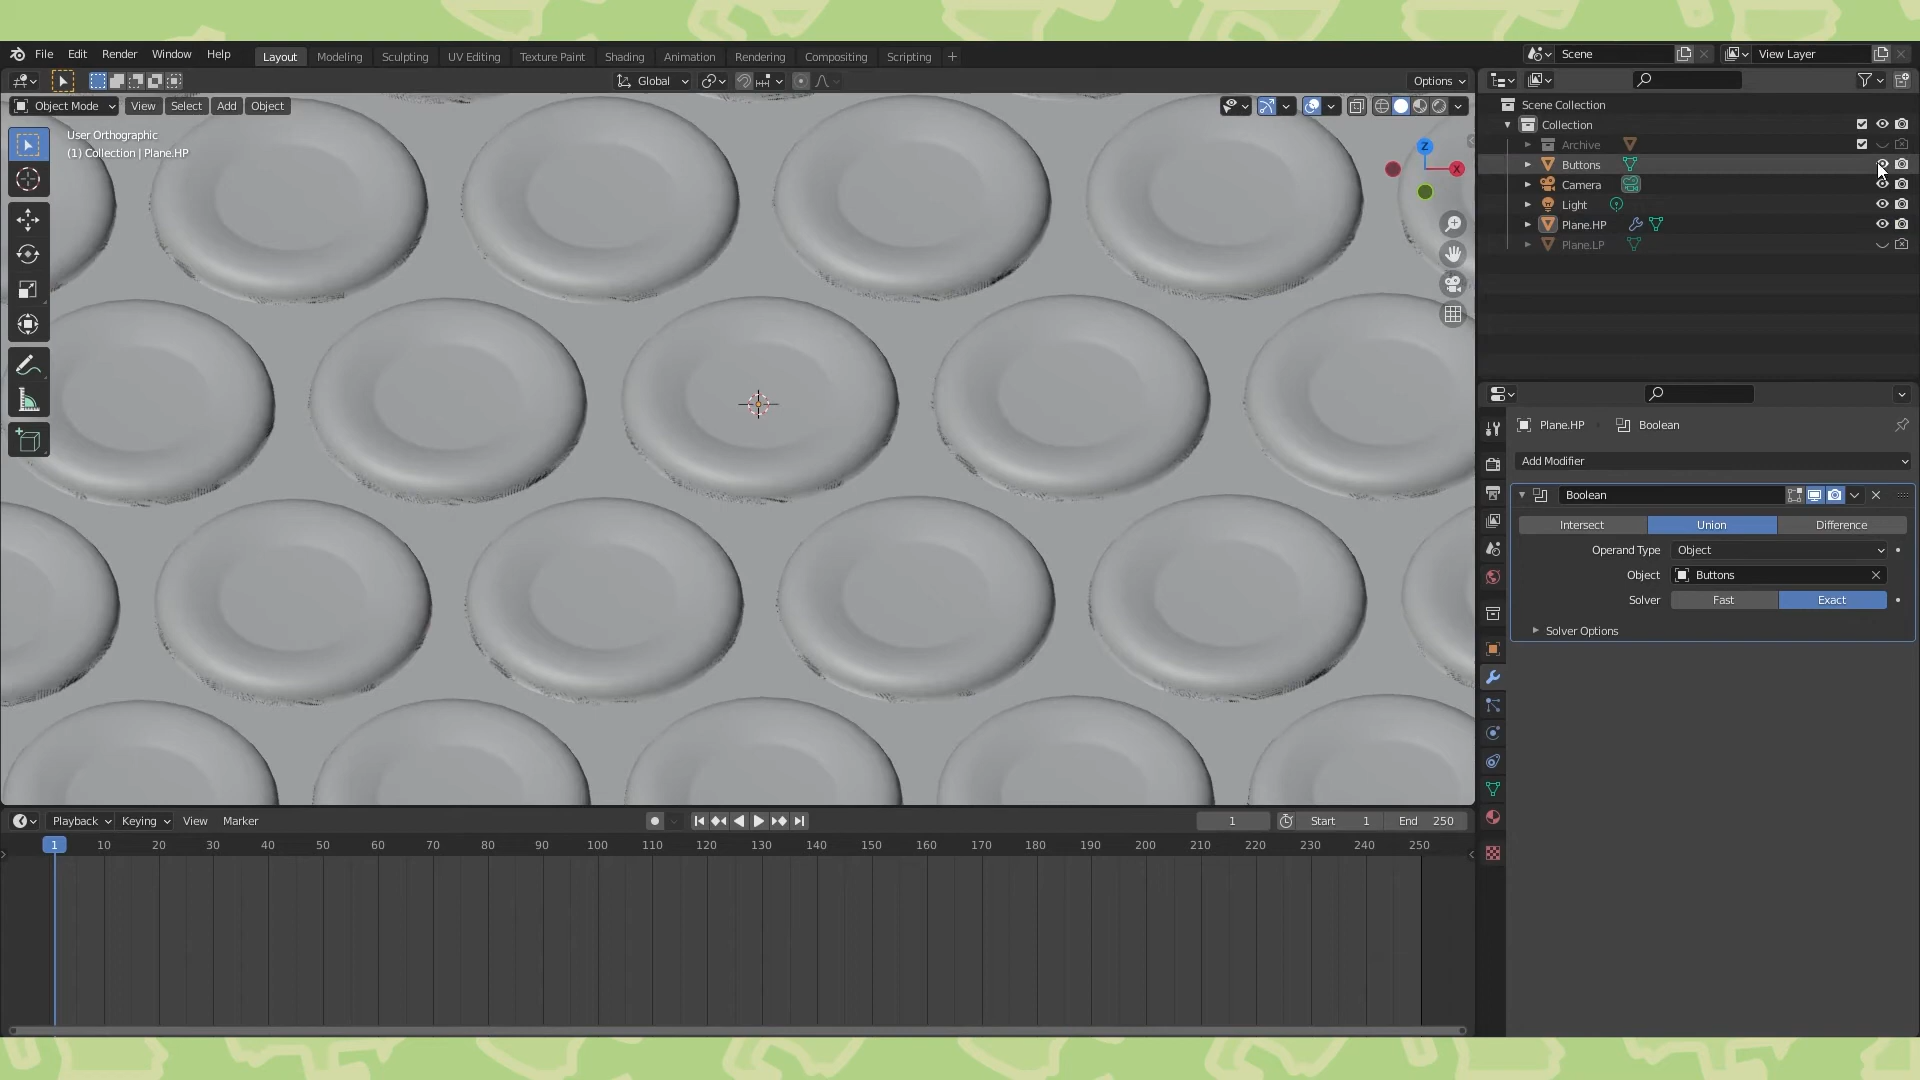 File Edit Render Window Help Layout Modeling Sculpting UV Editing Texture Paint Shading Animation Rendering Compositing Scripting + Scene View Layer
Global Options
Object Mode View Select Add Object
User Orthographic
(1) Collection | Plane.HP
Z
X
Scene Collection
Collection
Archive
Buttons
Camera
Light
Plane.HP
Plane.LP
Plane.HP Boolean
Add Modifier
Boolean
Intersect Union Difference
Operand Type Object
Object Buttons
Solver Fast Exact
Solver Options
Playback Keying View Marker 1 Start 1 End 250
1 10 20 30 40 50 60 70 80 90 100 110 120 130 140 150 160 170 180 190 200 210 220 230 240 250